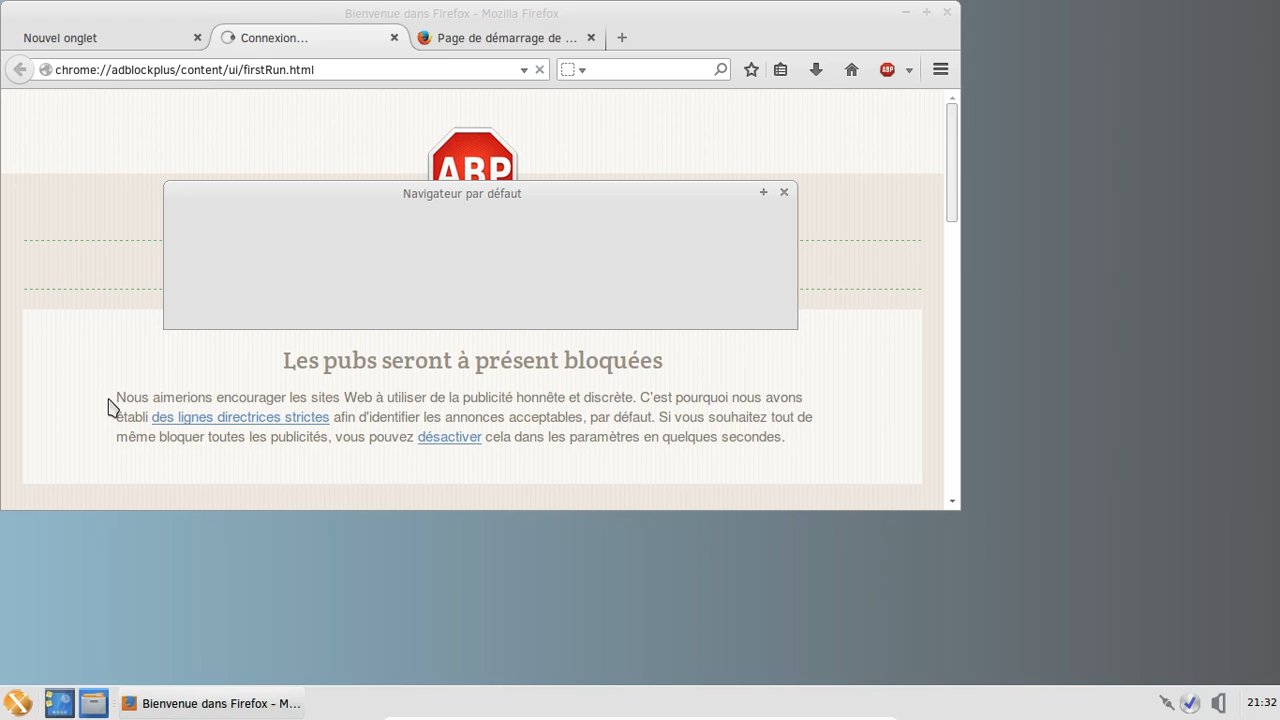 Bienvenue dans Firefox - Mozilla Firefox
Nouvel onglet
Connexion...
Page de démarrage de ...
chrome://adblockplus/content/ui/firstRun.html
ABP
ABP
Navigateur par défaut
Les pubs seront à présent bloquées
Nous aimerions encourager les sites Web à utiliser de la publicité honnête et discrète. C'est pourquoi nous avons
établi des lignes directrices strictes afin d'identifier les annonces acceptables, par défaut. Si vous souhaitez tout de
même bloquer toutes les publicités, vous pouvez désactiver cela dans les paramètres en quelques secondes.
Bienvenue dans Firefox - M...
21:32